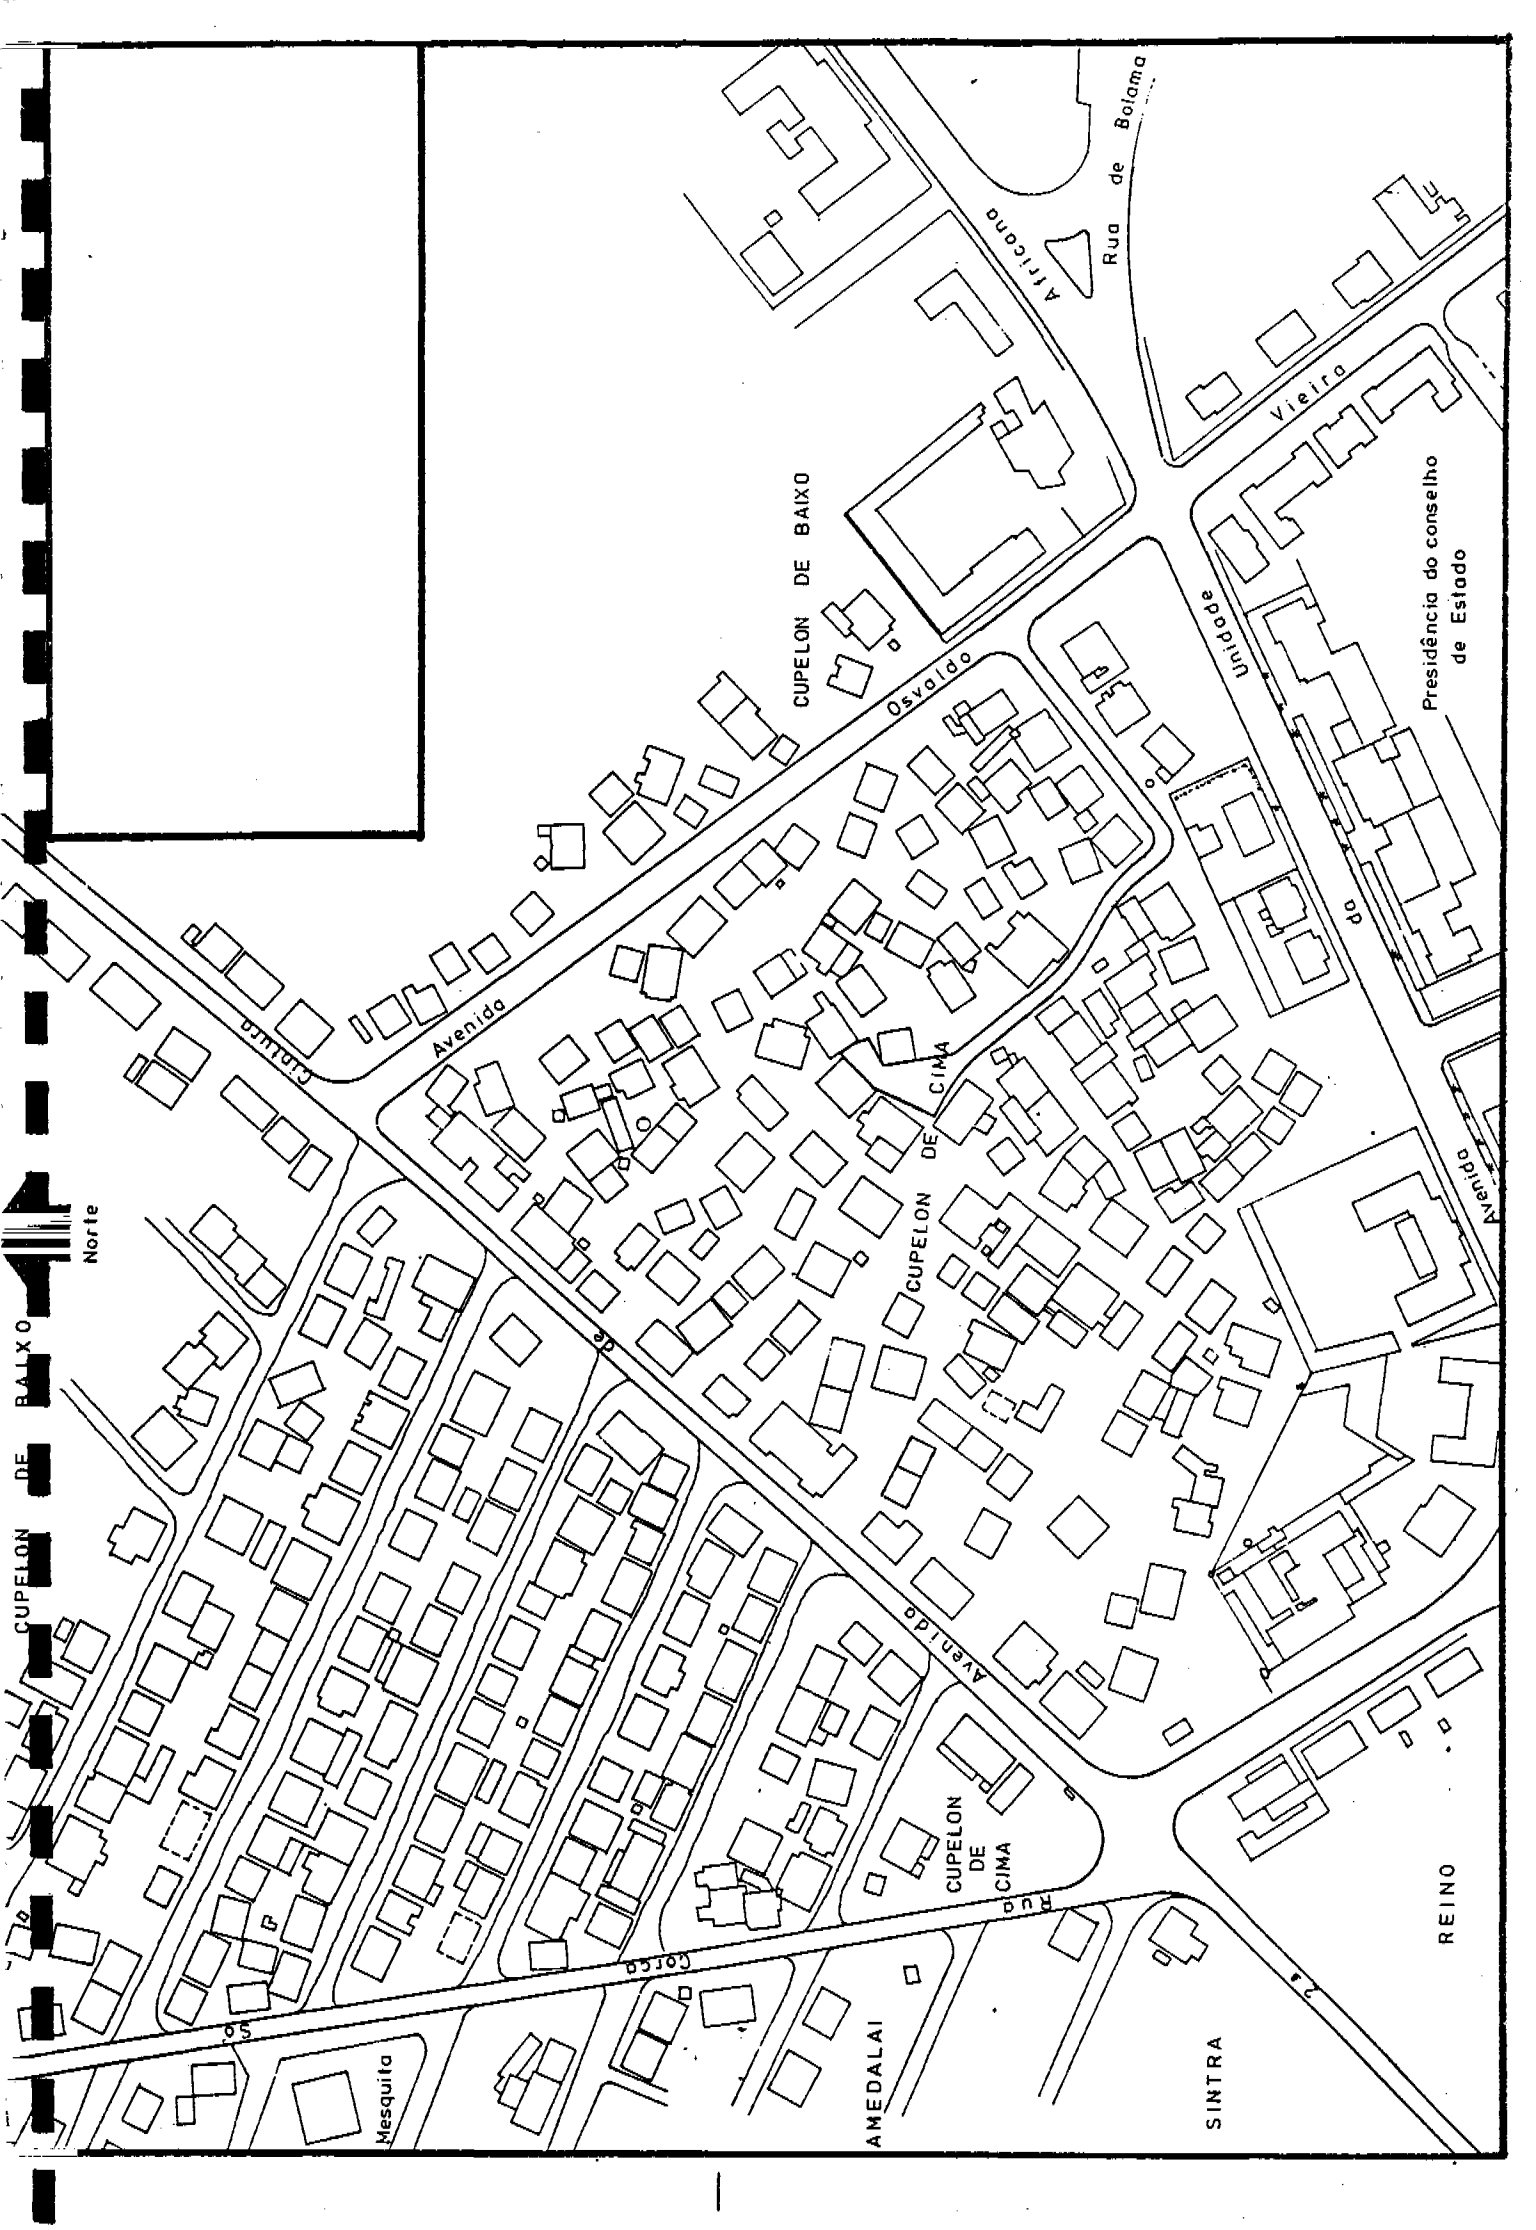 Norte
CUPELON DE BAIXO
Cintura
Avenida
Osvaldo
Vieira
CUPELON DE BAIXO
Africana
Rua de Bolama
Unidade
da
Avenida
Presidência do conselho
de Estado
CUPELON DE CIMA
de
Avenida
CUPELON
DE
CIMA
Rua
Corca
Só
Mesquita
AMEDALAI
SINTRA
REINO